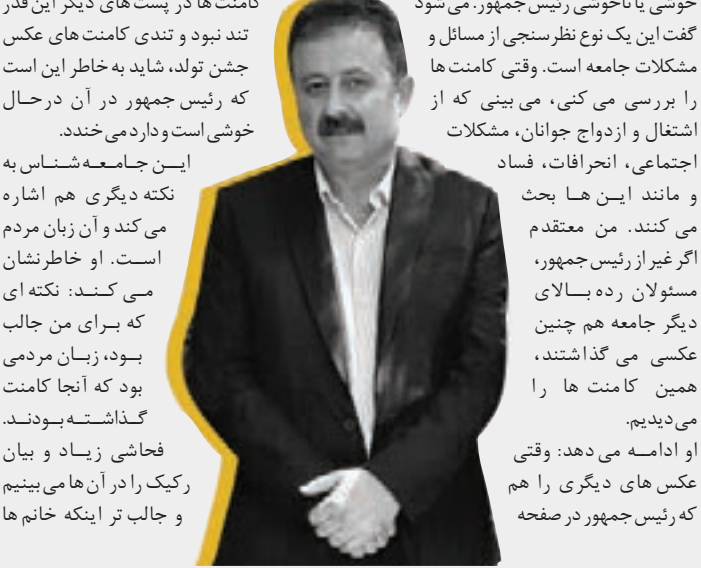 خوشی یا ناخوشی رئیس جمهور. می شود
گفت این یک نوع نظرسنجی از مسائل و
مشکلات جامعه است. وقتی کامنت ها
را بررسی می کنی، می بینی که از
اشتغال و ازدواج جوانان، مشکلات
اجتماعی، انحرافات، فساد
و مانند این ها بحث
می کنند. من معتقدم
اگر غیر از رئیس جمهور،
مسئولان رده بالای
دیگر جامعه هم چنین
عکسی می گذاشتند،
همین کامنت ها را
می دیدیم.
او ادامه می دهد: وقتی
عکس های دیگری را هم
که رئیس جمهور در صفحه
کامنت ها در پست های دیگر این قدر
تند نبود و تندی کامنت های عکس
جشن تولد، شاید به خاطر این است
که رئیس جمهور در آن درحال
خوشی است و دارد می خندد.
این جامعه شناس به
نکته دیگری هم اشاره
می کند و آن زبان مردم
است. او خاطرنشان
می کند: نکته ای
که برای من جالب
بود، زبان مردمی
بود که آنجا کامنت
گذاشته بودند.
فحاشی زیاد و بیان
رکیک را در آن ها می بینیم
و جالب تر اینکه خانم ها